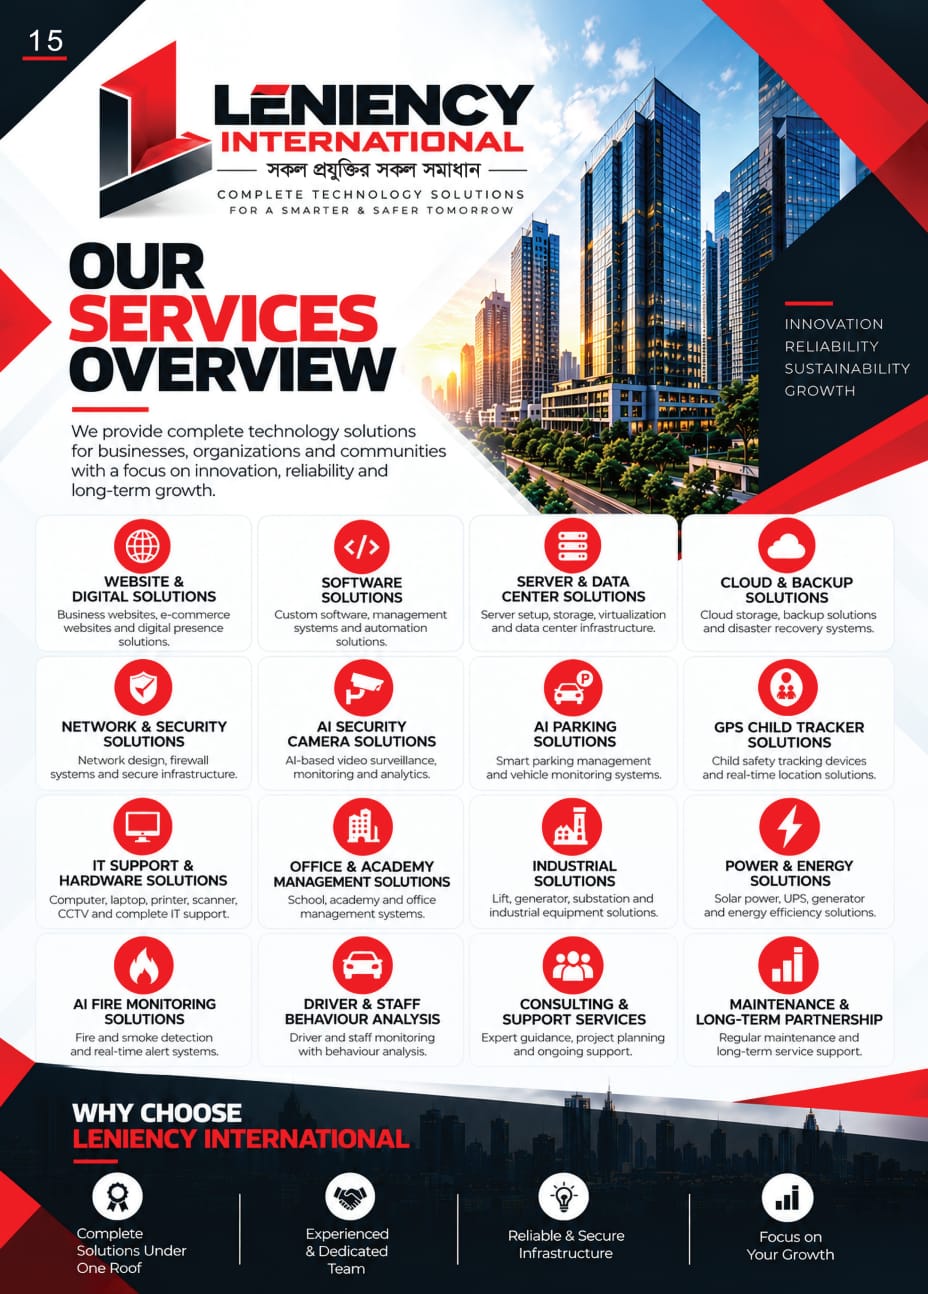 15
LENIENCY
INTERNATIONAL
সকল প্রযুক্তির সকল সমাধান
COMPLETE TECHNOLOGY SOLUTIONS
FOR A SMARTER & SAFER TOMORROW
OUR
SERVICES
OVERVIEW
We provide complete technology solutions
for businesses, organizations and communities
with a focus on innovation, reliability and
long-term growth.
INNOVATION
RELIABILITY
SUSTAINABILITY
GROWTH
WEBSITE &
DIGITAL SOLUTIONS
Business websites, e-commerce
websites and digital presence
solutions.
</>
SOFTWARE
SOLUTIONS
Custom software, management
systems and automation
solutions.
SERVER & DATA
CENTER SOLUTIONS
Server setup, storage, virtualization
and data center infrastructure.
CLOUD & BACKUP
SOLUTIONS
Cloud storage, backup solutions
and disaster recovery systems.
NETWORK & SECURITY
SOLUTIONS
Network design, firewall
systems and secure infrastructure.
AI SECURITY
CAMERA SOLUTIONS
AI-based video surveillance,
monitoring and analytics.
P
AI PARKING
SOLUTIONS
Smart parking management
and vehicle monitoring systems.
GPS CHILD TRACKER
SOLUTIONS
Child safety tracking devices
and real-time location solutions.
IT SUPPORT &
HARDWARE SOLUTIONS
Computer, laptop, printer, scanner,
CCTV and complete IT support.
OFFICE & ACADEMY
MANAGEMENT SOLUTIONS
School, academy and office
management systems.
INDUSTRIAL
SOLUTIONS
Lift, generator, substation and
industrial equipment solutions.
POWER & ENERGY
SOLUTIONS
Solar power, UPS, generator
and energy efficiency solutions.
AI FIRE MONITORING
SOLUTIONS
Fire and smoke detection
and real-time alert systems.
DRIVER & STAFF
BEHAVIOUR ANALYSIS
Driver and staff monitoring
with behaviour analysis.
CONSULTING &
SUPPORT SERVICES
Expert guidance, project planning
and ongoing support.
MAINTENANCE &
LONG-TERM PARTNERSHIP
Regular maintenance and
long-term service support.
WHY CHOOSE
LENIENCY INTERNATIONAL
Complete
Solutions Under
One Roof
Experienced
& Dedicated
Team
Reliable & Secure
Infrastructure
Focus on
Your Growth